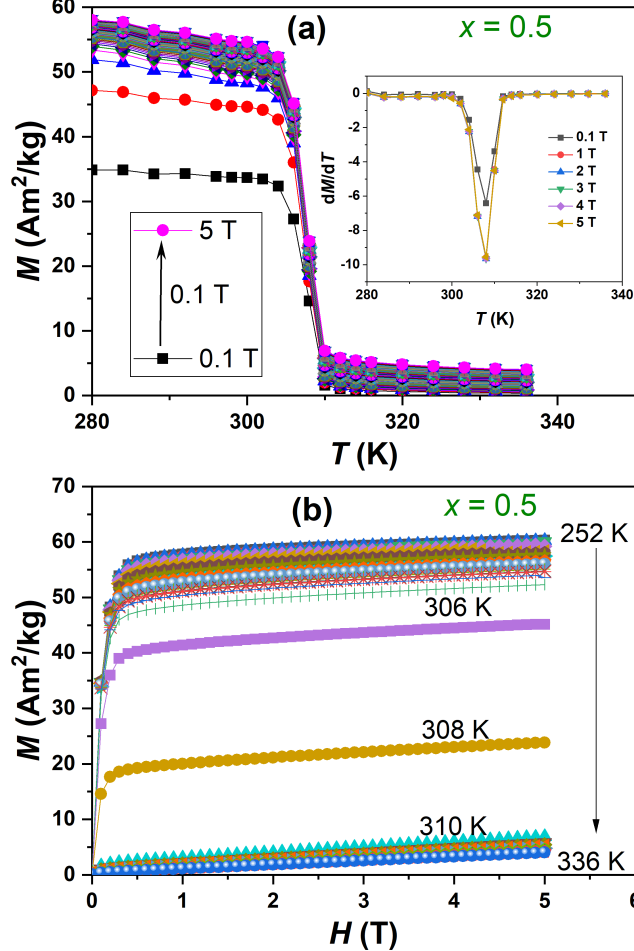 60
50
40
30
20
10
0
M (Am²/kg)
(a)
x = 0.5
5 T
0.1 T
0.1 T
280
300
320
340
T (K)
0
-2
-4
-6
-8
-10
dM/dT
0.1 T
1 T
2 T
3 T
4 T
5 T
280
300
320
340
T (K)
70
60
50
40
30
20
10
0
M (Am²/kg)
(b)
x = 0.5
252 K
306 K
308 K
310 K
336 K
0
1
2
3
4
5
6
H (T)